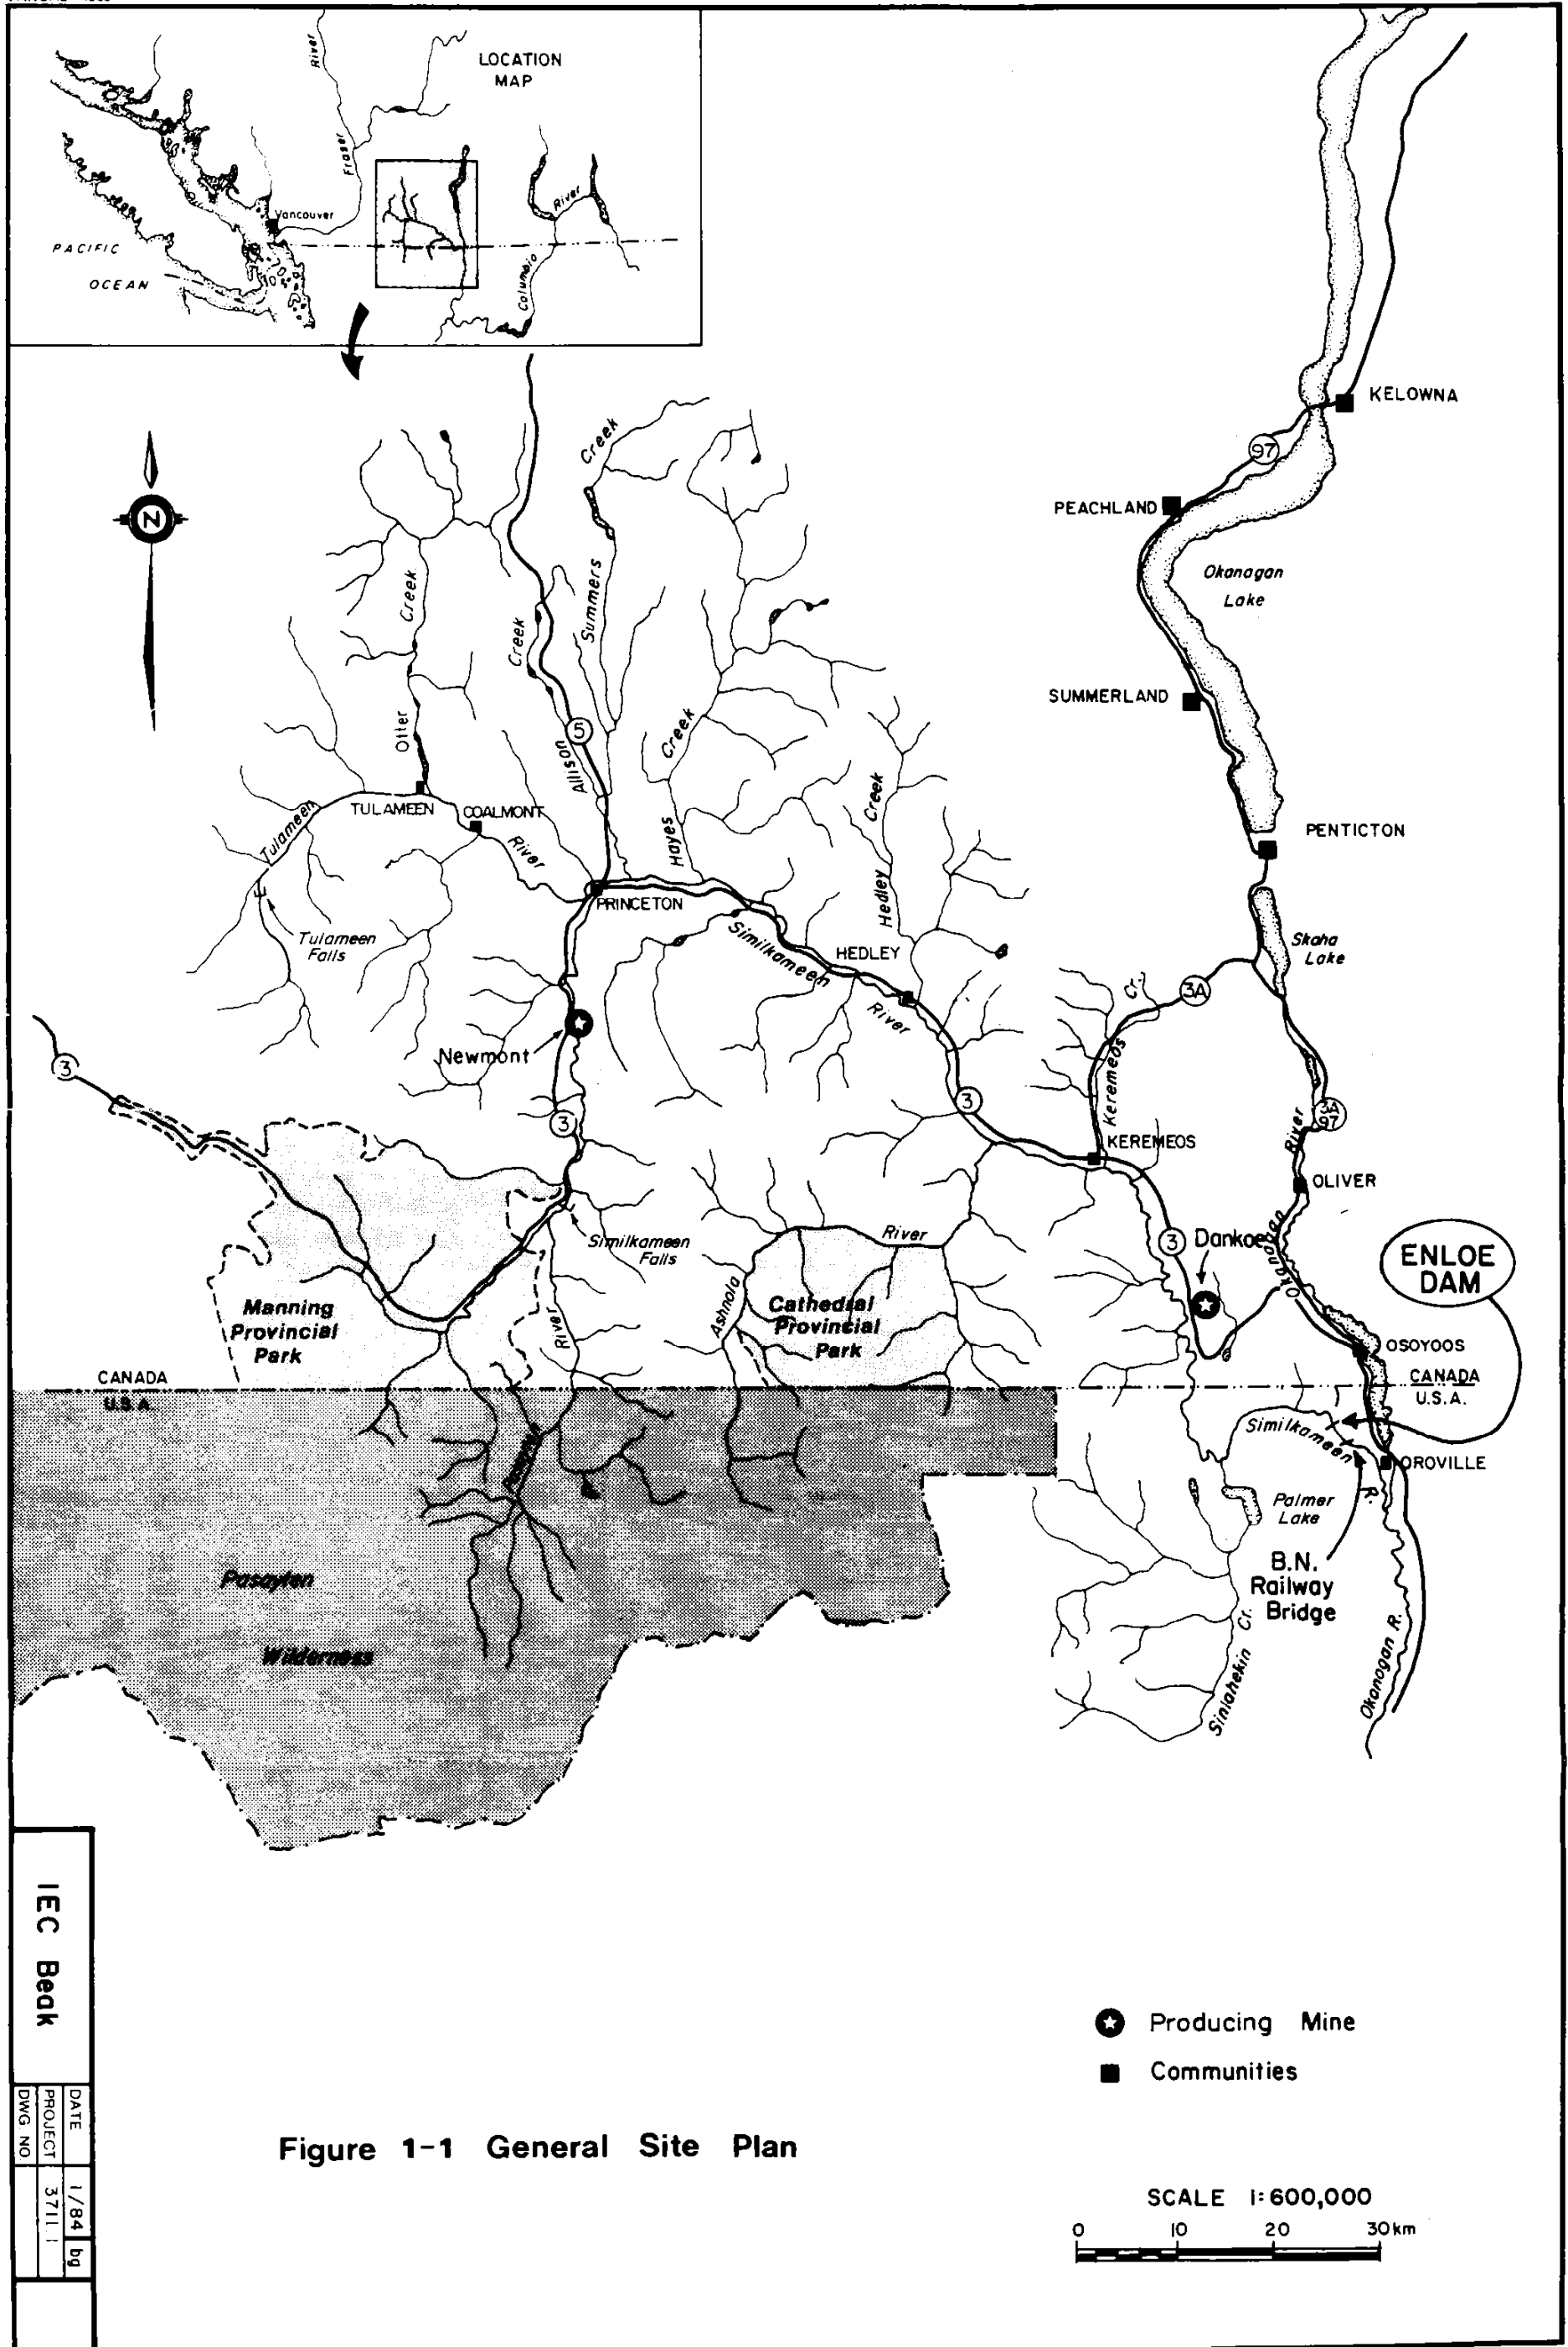 LOCATION
MAP
River
Fraser
Vancouver
River
Columbia
PACIFIC
OCEAN
N
KELOWNA
97
PEACHLAND
Okanagan
Lake
SUMMERLAND
PENTICTON
Skaha
Lake
Creek
Summers
Creek
Otter
Creek
Allison
5
Creek
Hayes
Creek
Hedley
TULAMEEN
COALMONT
Tulameen
River
PRINCETON
Tulameen
Falls
Similkameen
River
HEDLEY
Newmont
3
3
3
3A
Cr.
Keremeos
KEREMEOS
3A
97
River
Okanagan
OLIVER
3
Dankoe
ENLOE
DAM
Similkameen
Falls
River
Ashnola
River
Manning
Provincial
Park
Cathedral
Provincial
Park
OSOYOOS
CANADA
U.S.A.
CANADA
U.S.A.
Similkameen
R.
OROVILLE
Palmer
Lake
B.N.
Railway
Bridge
Sinlahekin Cr.
Okanogan R.
Pasayten
Pasayten
Wilderness
Producing Mine
Communities
Figure 1-1 General Site Plan
SCALE 1:600,000
0 10 20 30 km
IEC Beak
DATE 1/84 bg
PROJECT 3711.1
DWG. NO.